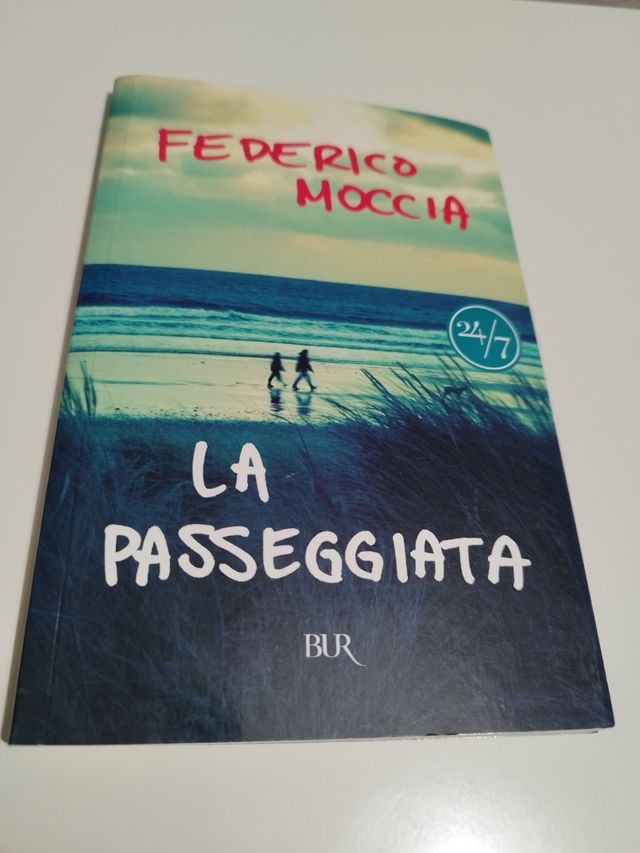 FEDERICO
MOCCIA
24/7
LA
PASSEGGIATA
BUR